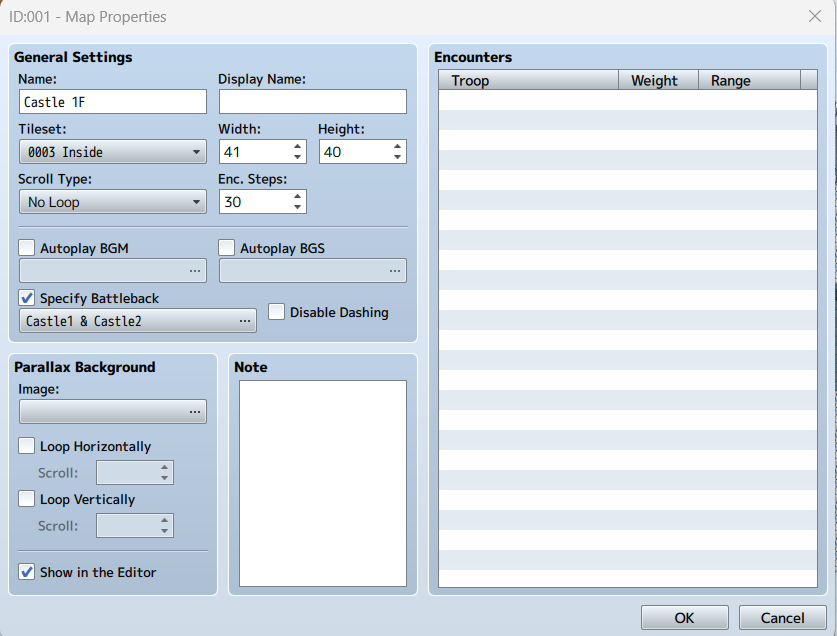 ID:001 - Map Properties
General Settings
Name:
Display Name:
Castle 1F
Tileset:
Width:
Height:
0003 Inside
41
40
Scroll Type:
Enc. Steps:
No Loop
30
Autoplay BGM
Autoplay BGS
...
...
Specify Battleback
Castle1 & Castle2 ...
Disable Dashing
Parallax Background
Image:
...
Loop Horizontally
Scroll:
Loop Vertically
Scroll:
Show in the Editor
Note
Encounters
Troop
Weight
Range
OK
Cancel